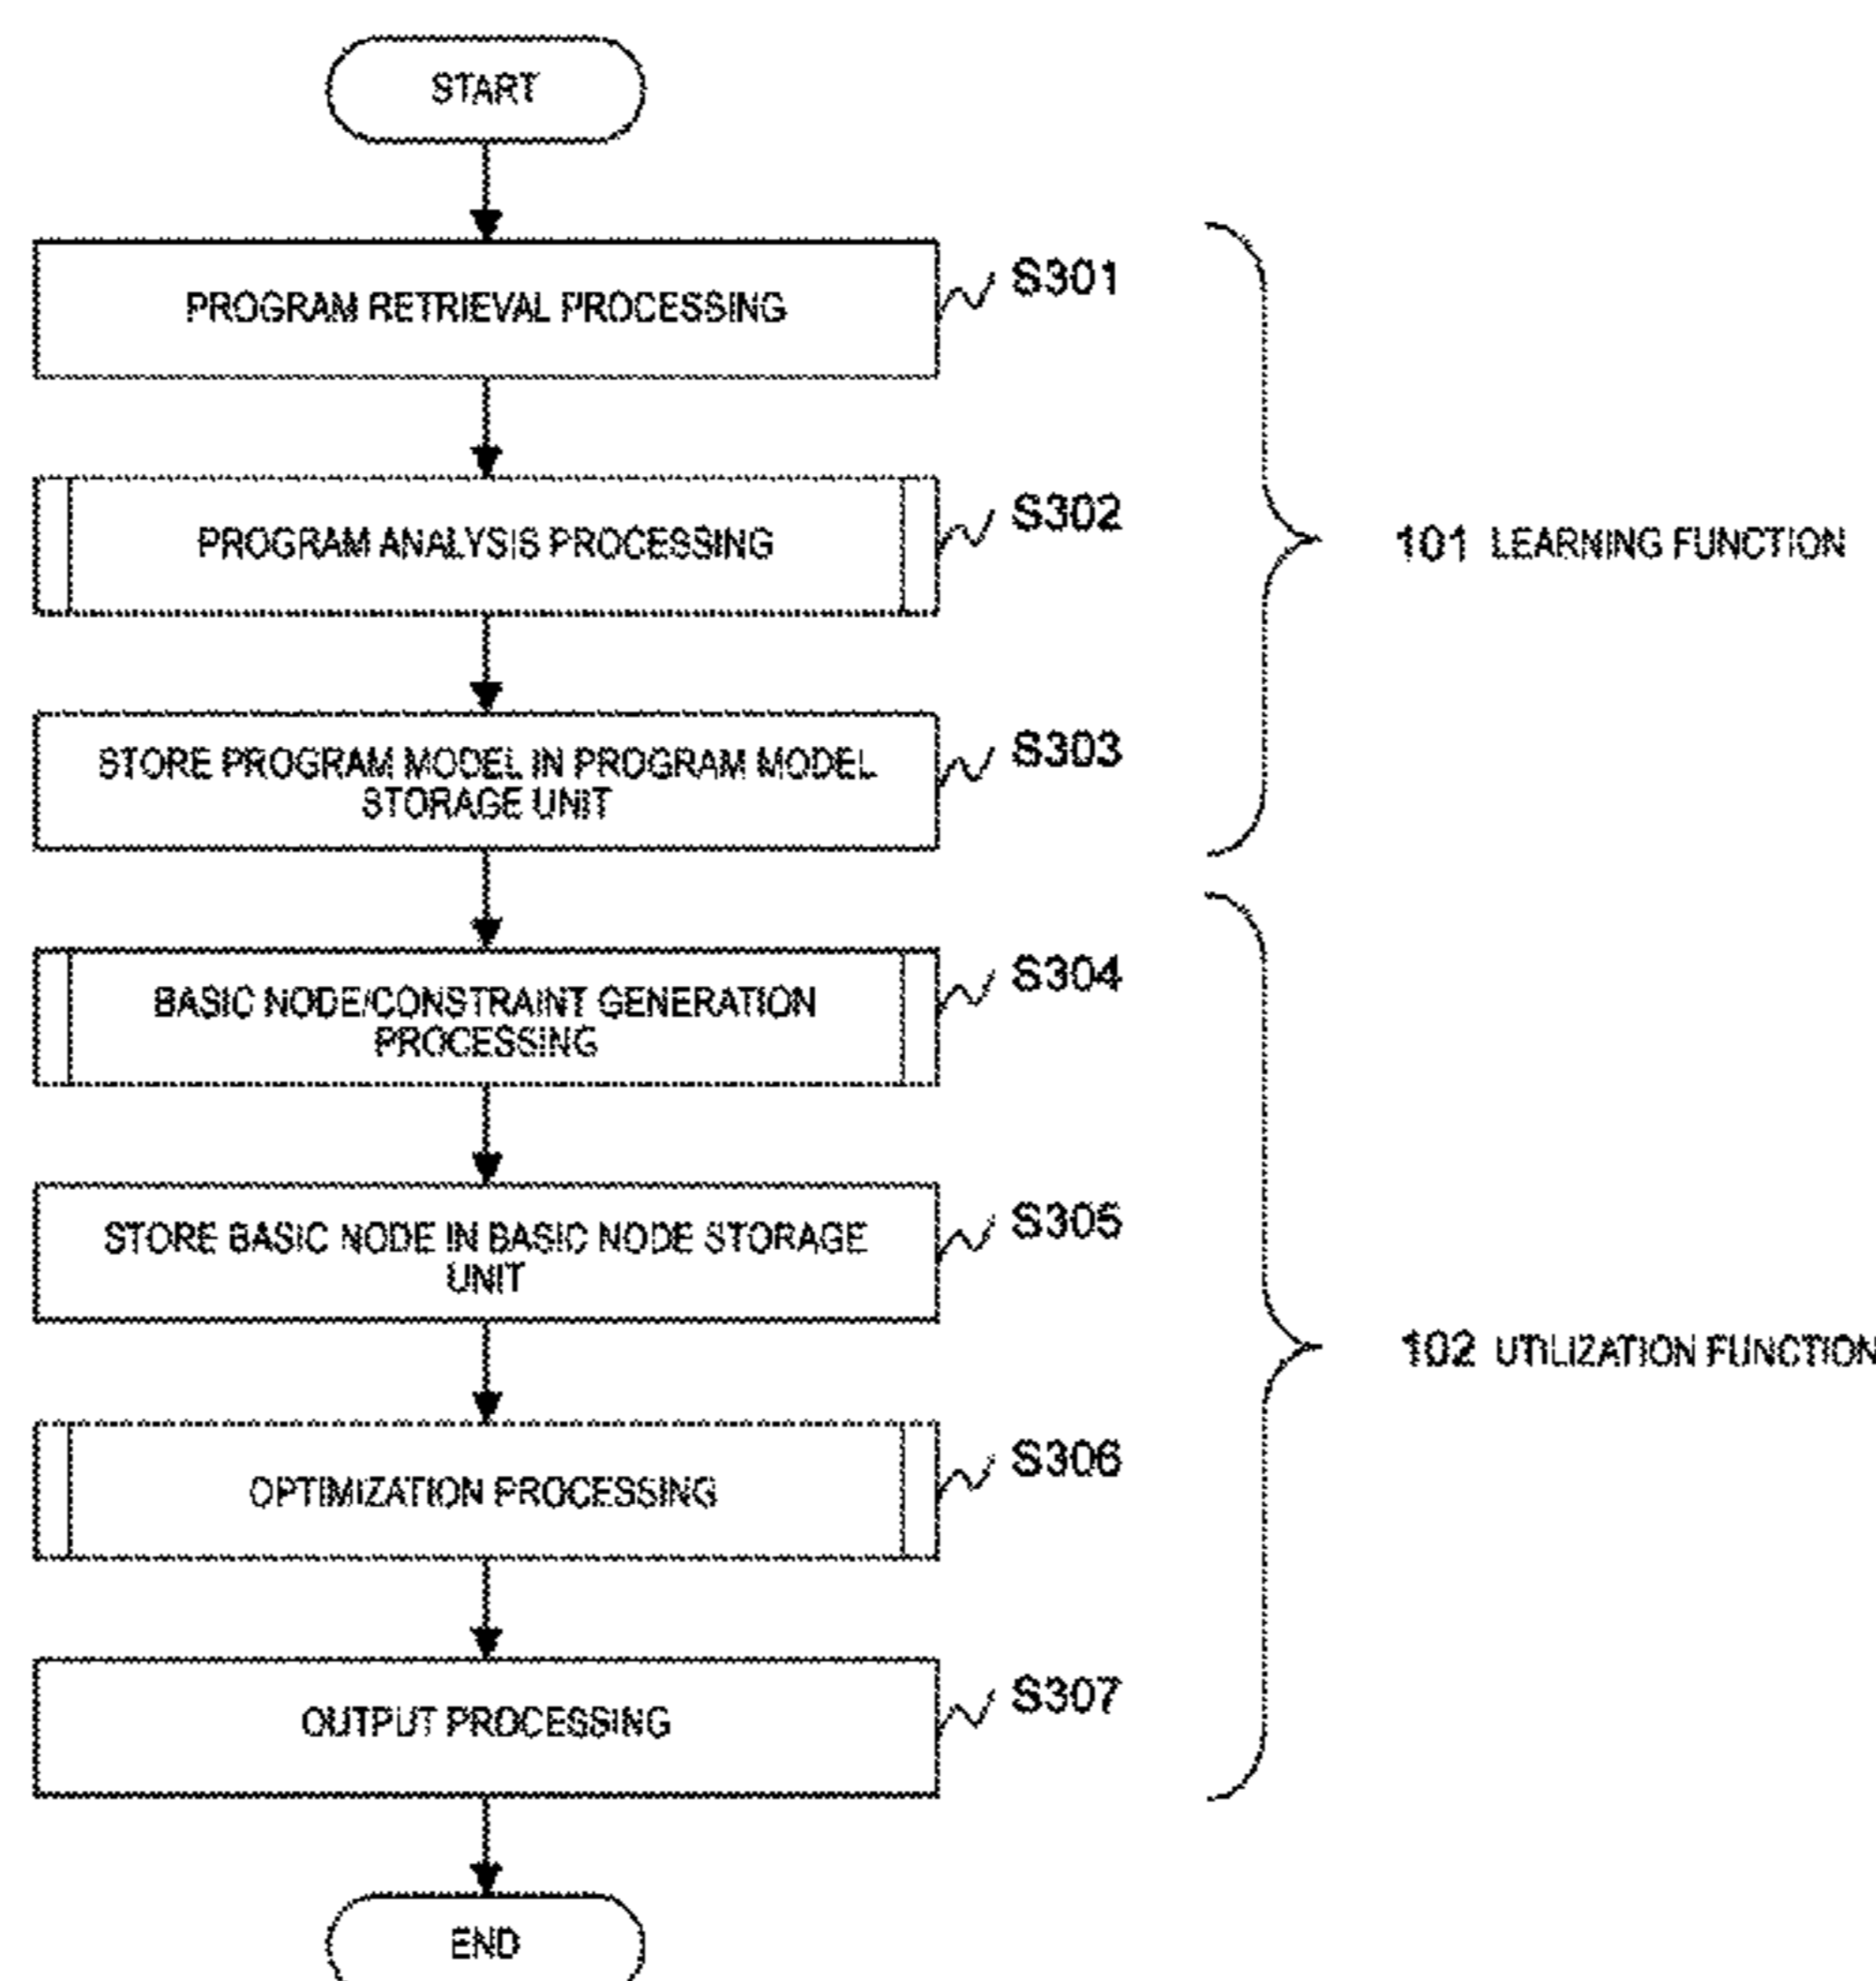 START
PROGRAM RETRIEVAL PROCESSING
S301
PROGRAM ANALYSIS PROCESSING
S302
101 LEARNING FUNCTION
STORE PROGRAM MODEL IN PROGRAM MODEL
STORAGE UNIT
S303
BASIC NODE/CONSTRAINT GENERATION
PROCESSING
S304
STORE BASIC NODE IN BASIC NODE STORAGE
UNIT
S305
102 UTILIZATION FUNCTION
OPTIMIZATION PROCESSING
S306
OUTPUT PROCESSING
S307
END